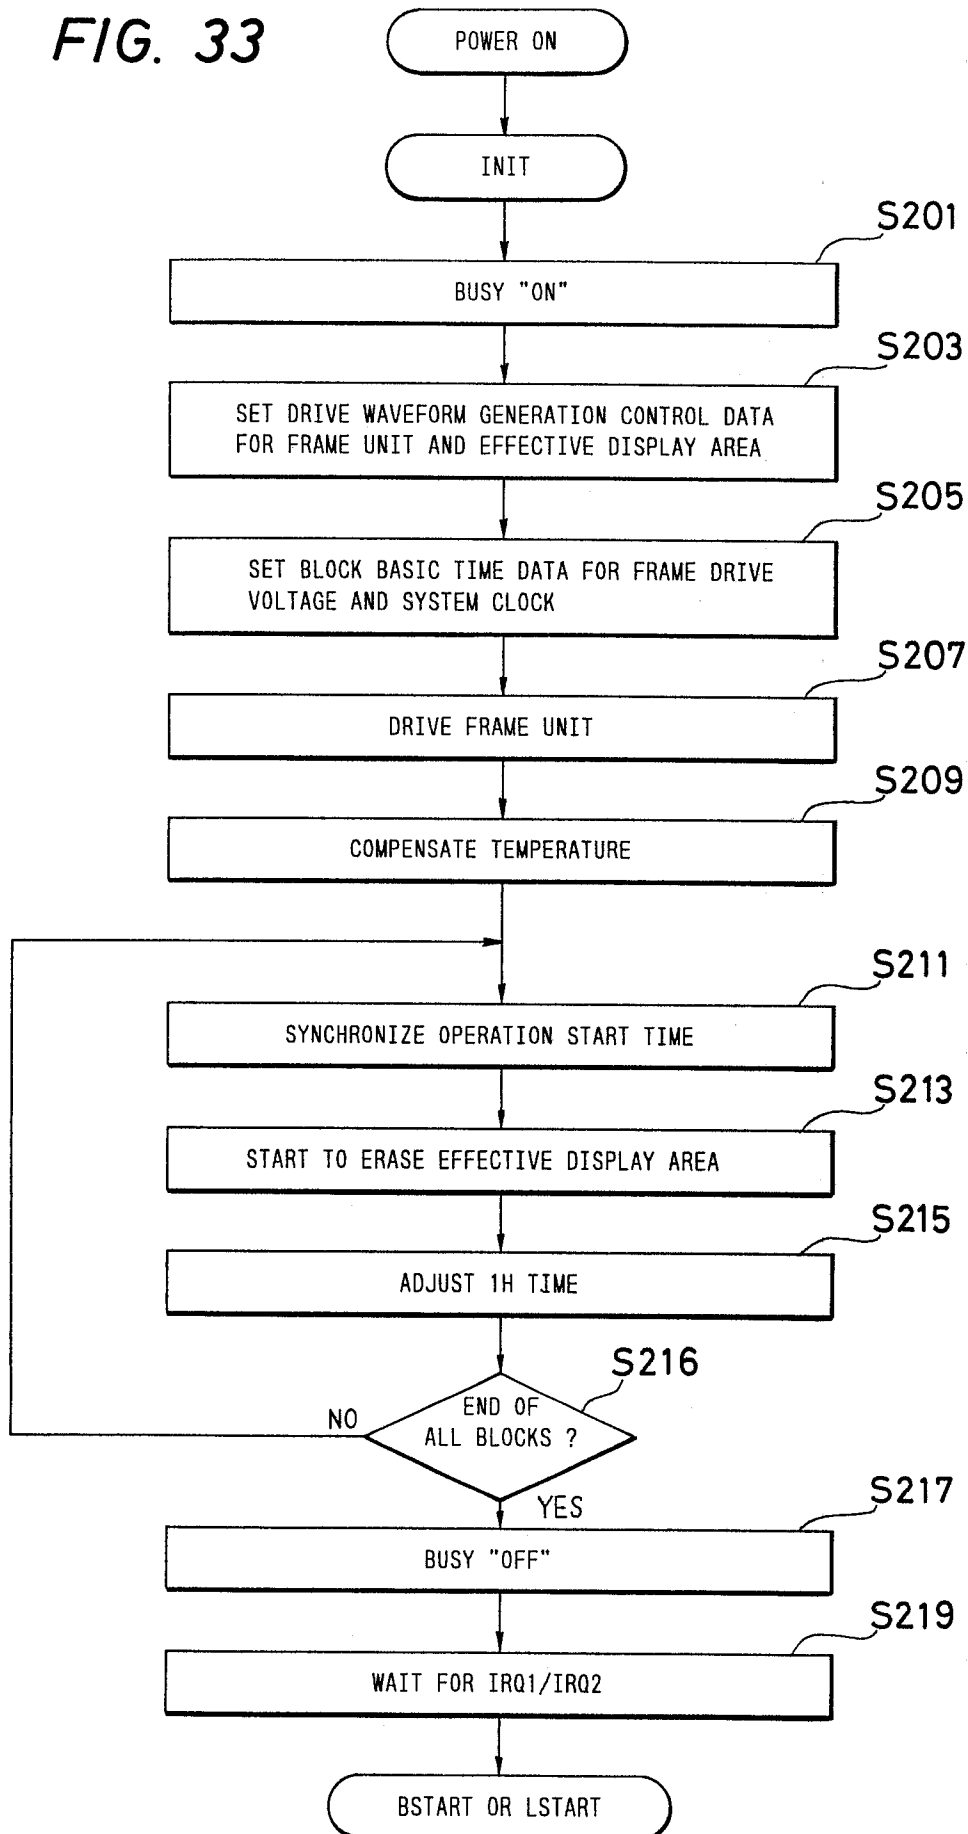 FIG. 33
POWER ON
INIT
S201
BUSY "ON"
S203
SET DRIVE WAVEFORM GENERATION CONTROL DATA
FOR FRAME UNIT AND EFFECTIVE DISPLAY AREA
S205
SET BLOCK BASIC TIME DATA FOR FRAME DRIVE
VOLTAGE AND SYSTEM CLOCK
S207
DRIVE FRAME UNIT
S209
COMPENSATE TEMPERATURE
S211
SYNCHRONIZE OPERATION START TIME
S213
START TO ERASE EFFECTIVE DISPLAY AREA
S215
ADJUST 1H TIME
S216
END OF
ALL BLOCKS ?
NO
YES
S217
BUSY "OFF"
S219
WAIT FOR IRQ1/IRQ2
BSTART OR LSTART